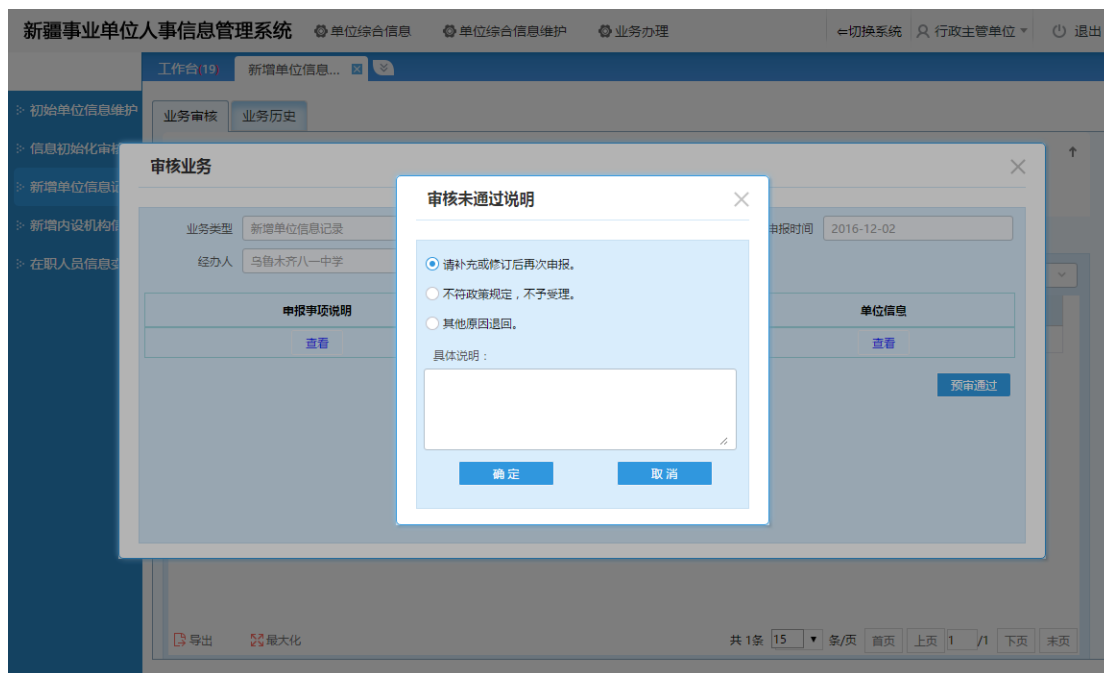 新疆事业单位人事信息管理系统 单位综合信息 单位综合信息维护 业务办理 ⇐切换系统 行政主管单位 退出
工作台(19) 新增单位信息...
初始单位信息维护
信息初始化审核
新增单位信息
新增内设机构
在职人员信息
业务审核 业务历史
审核业务
业务类型 新增单位信息记录 申报时间 2016-12-02
经办人 乌鲁木齐八一中学
申报事项说明 单位信息
查看 查看
预审通过
审核未通过说明
请补充或修订后再次申报。
不符政策规定，不予受理。
其他原因退回。
具体说明：
确定 取消
导出 最大化 共 1条 15 条/页 首页 上页 1 /1 下页 末页